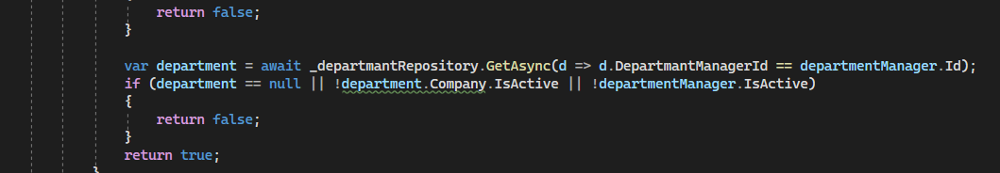 return false;
}
var department = await _departmantRepository.GetAsync(d => d.DepartmantManagerId == departmentManager.Id);
if (department == null || !department.Company.IsActive || !departmentManager.IsActive)
{
return false;
}
return true;
}